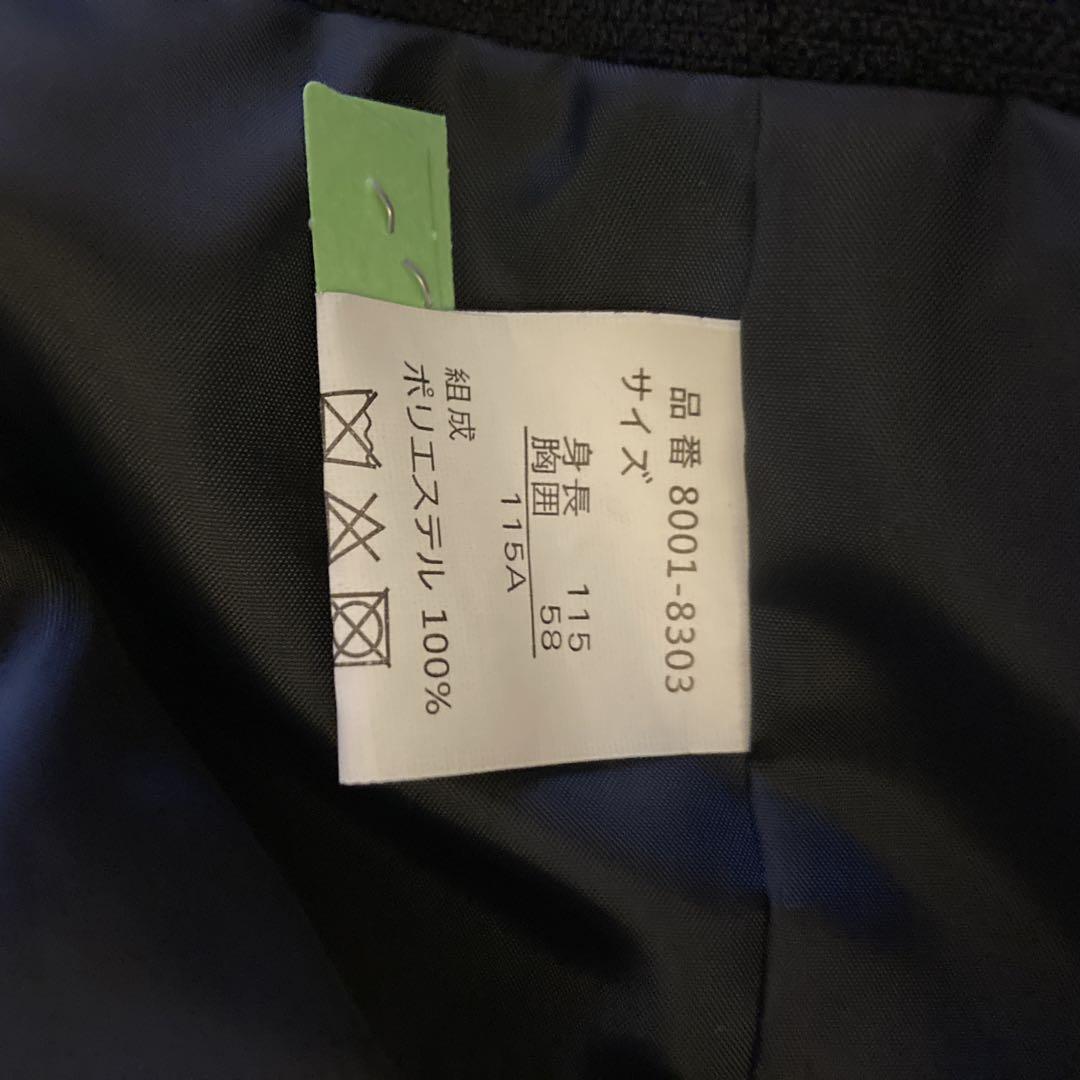 品番 8001-8303
サイズ
身長 115
胸囲 58
115A
組成
ポリエステル 100%